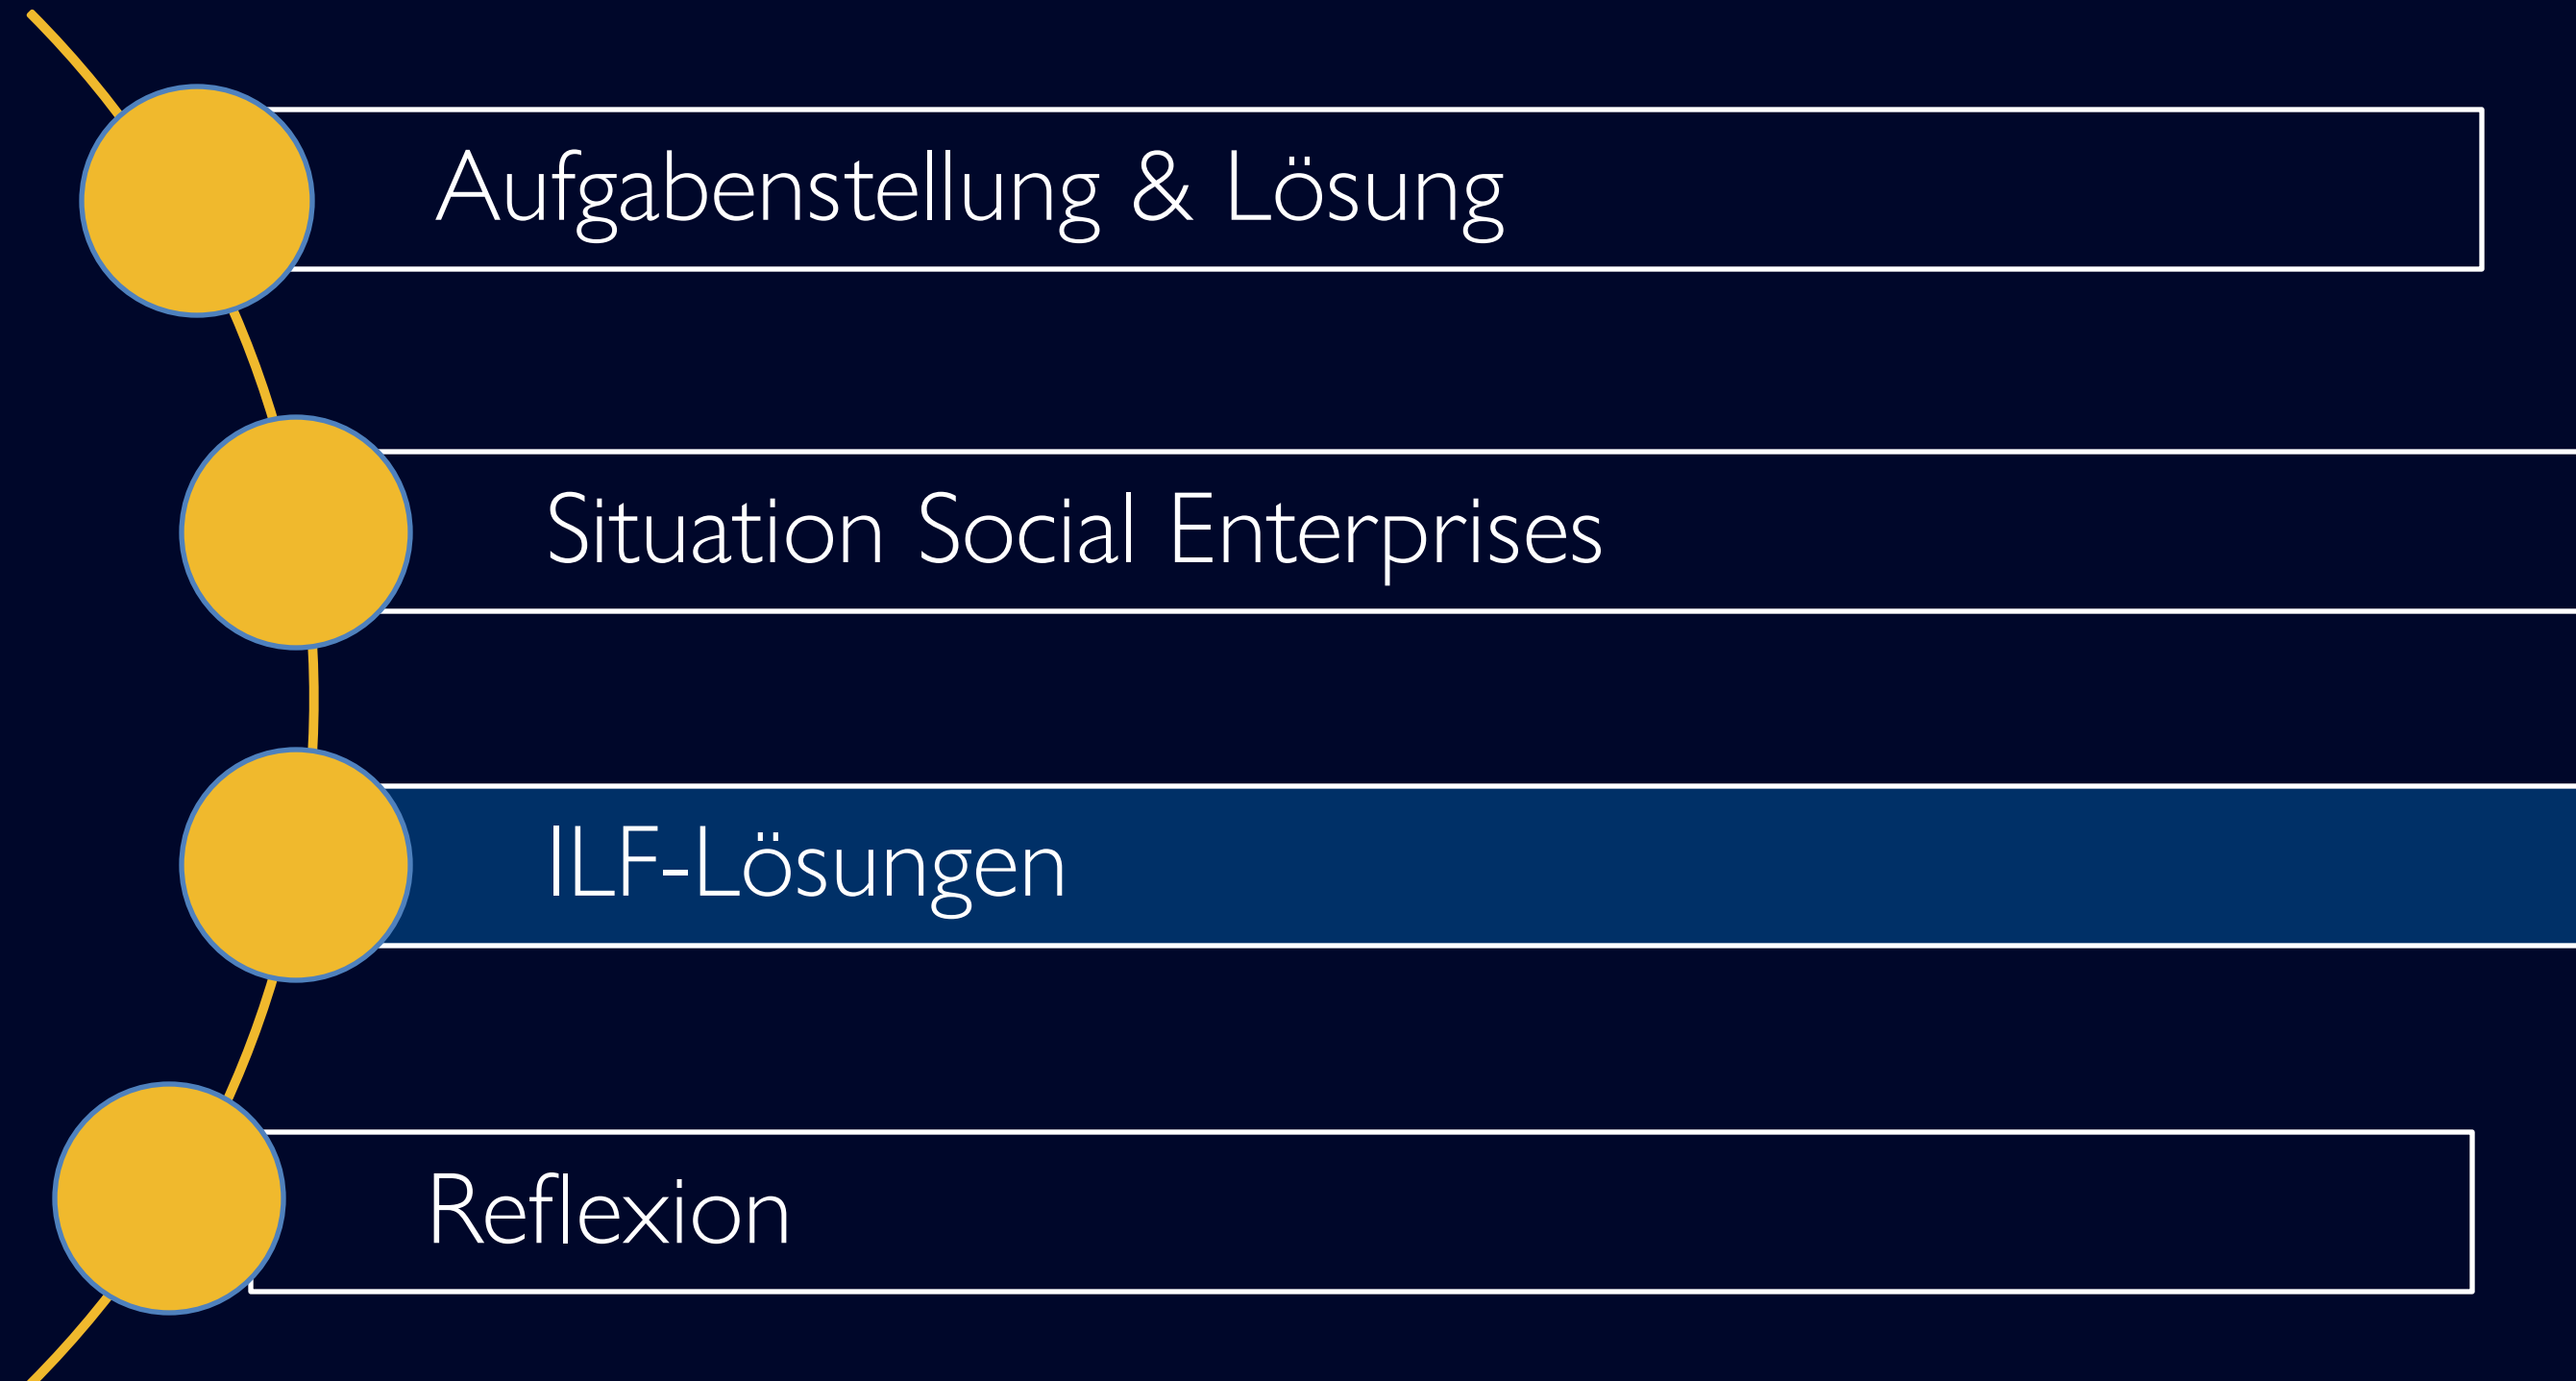 Aufgabenstellung & Lösung
Situation Social Enterprises
ILF-Lösungen
Reflexion